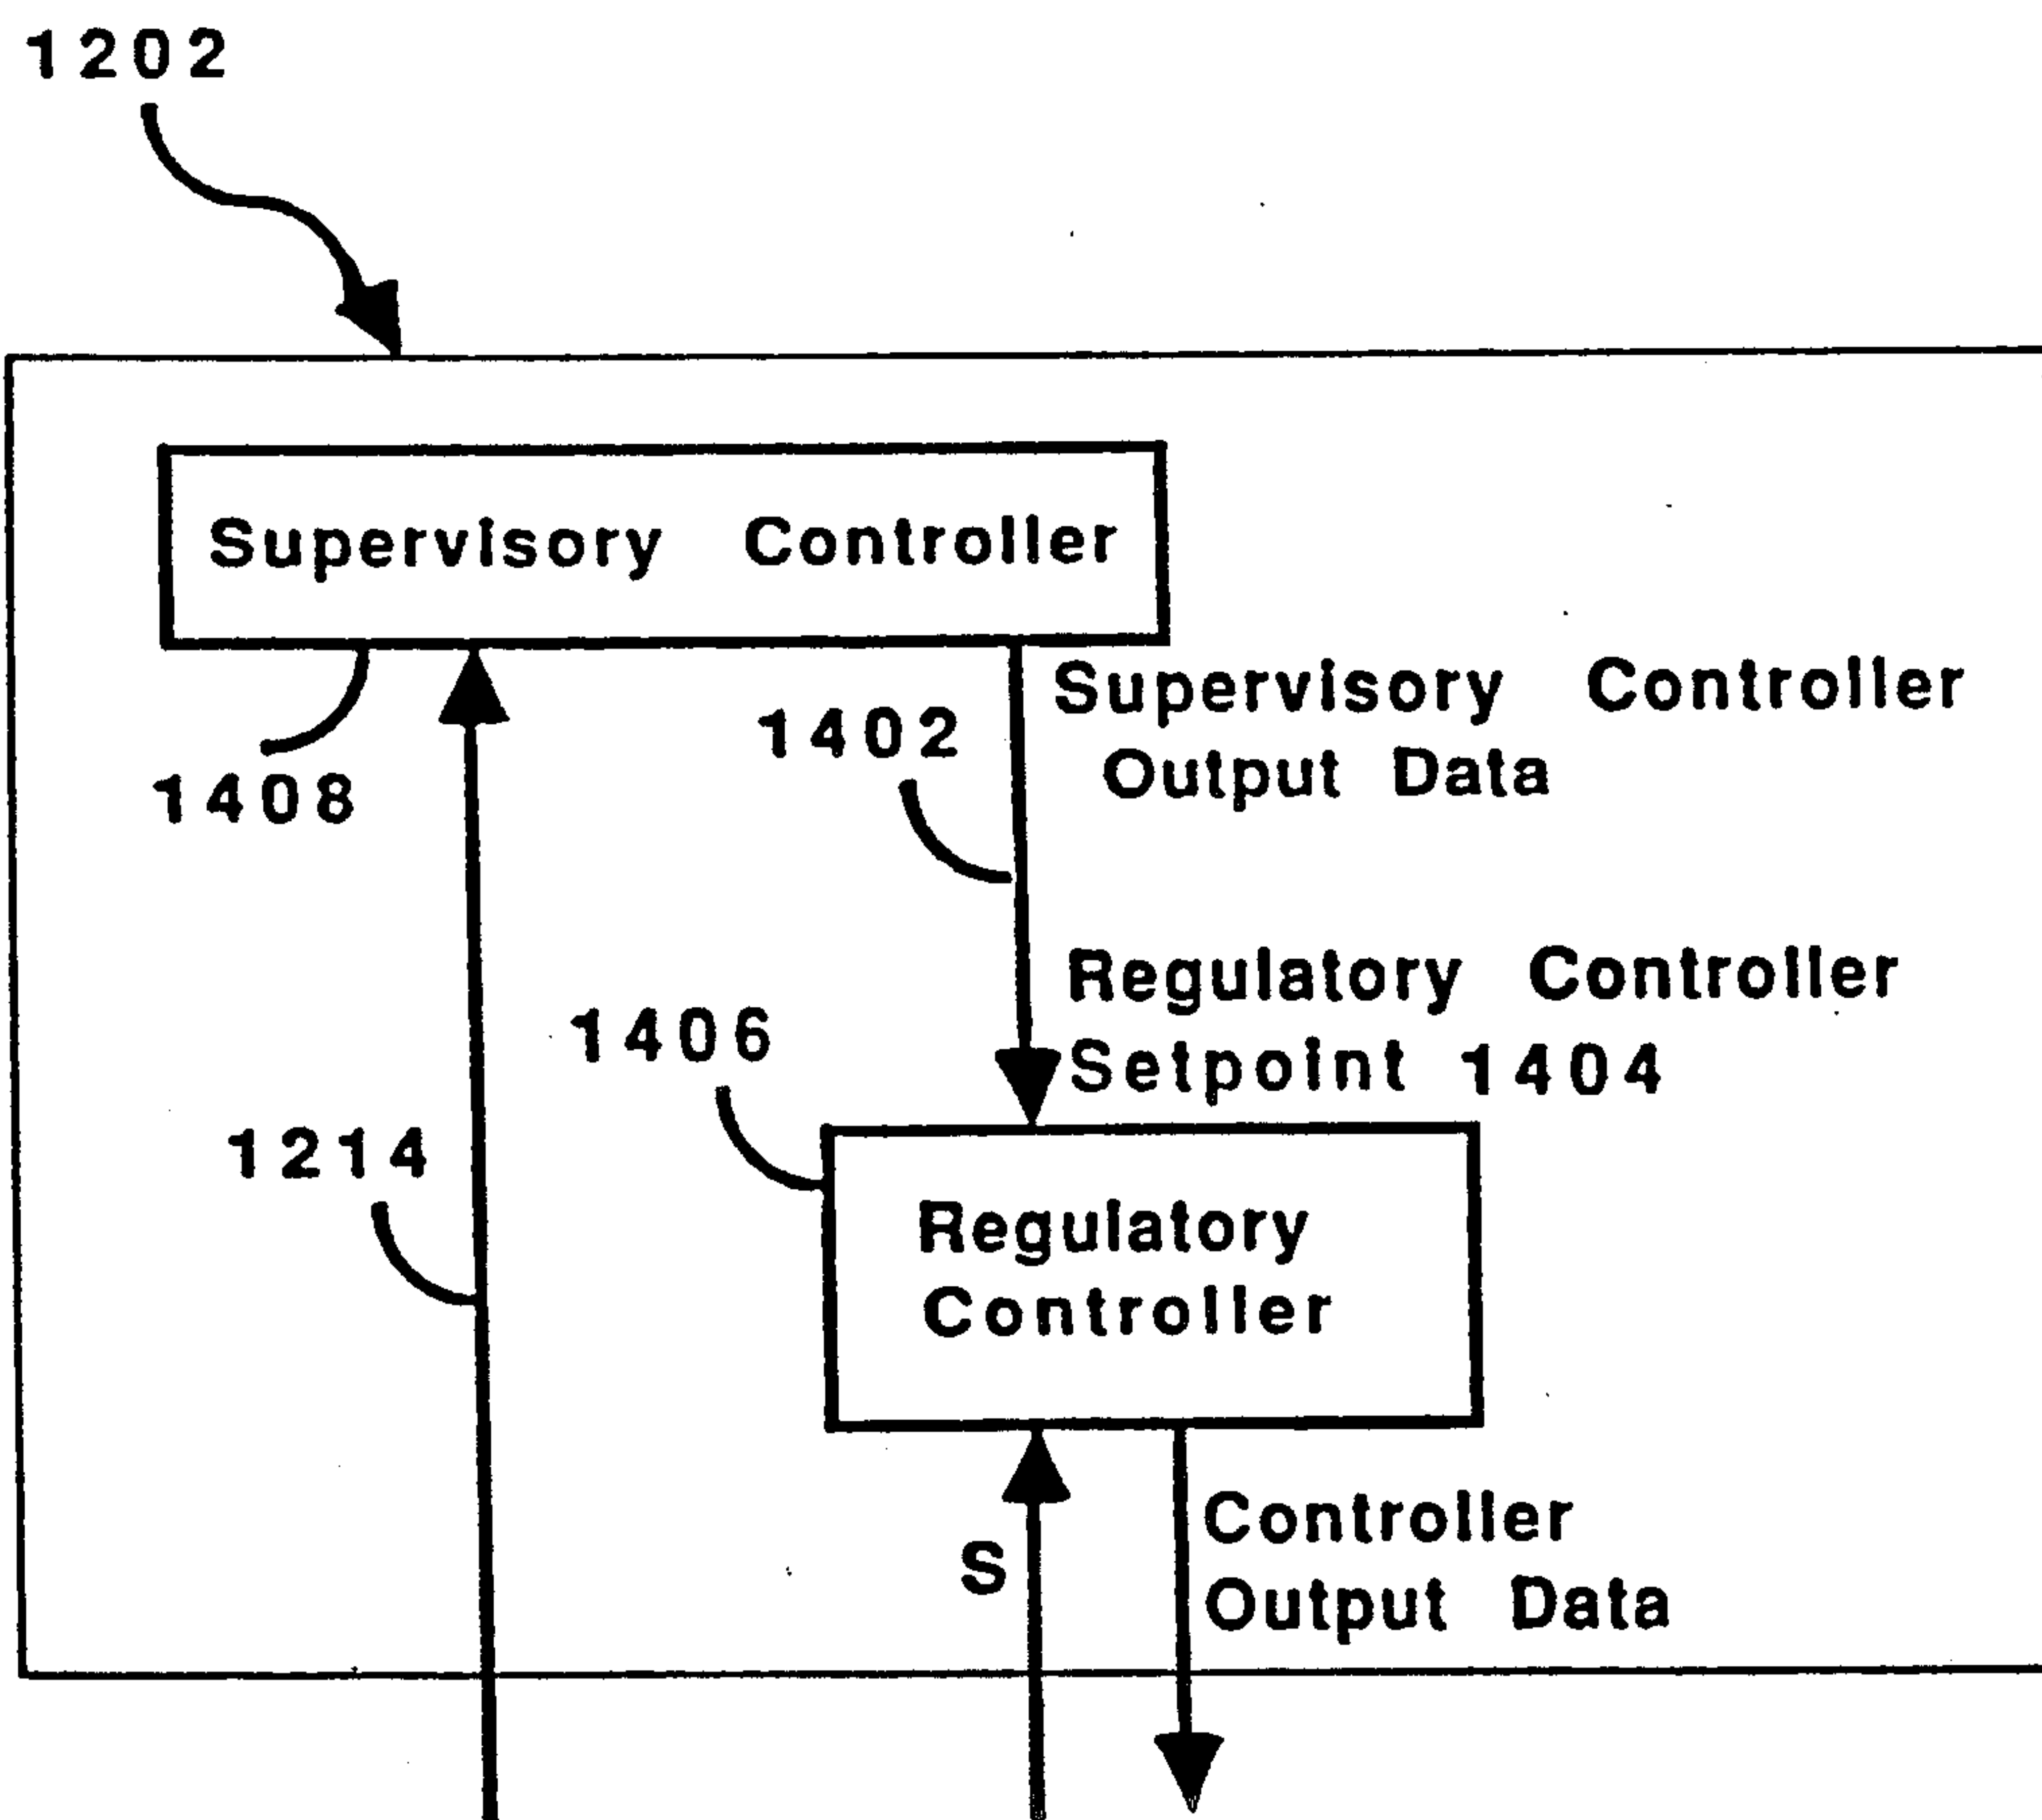 1202
Supervisory Controller
1408
1402
Supervisory Controller
Output Data
1406
Regulatory Controller
Setpoint 1404
1214
Regulatory
Controller
S
Controller
Output Data